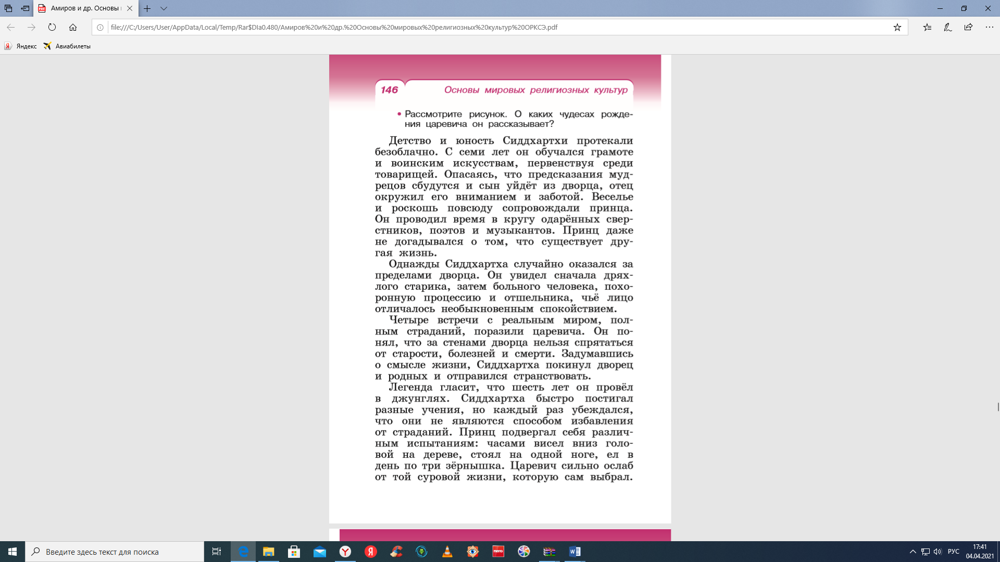 Амиров и др. Основы
file:///C:/Users/User/AppData/Local/Temp/Rar$DIa0.480/Амиров%20и%20др.%20Основы%20мировых%20религиозных%20культур%20ОРКСЭ.pdf
Яндекс Авиабилеты
146 Основы мировых религиозных культур
• Рассмотрите рисунок. О каких чудесах рожде-
ния царевича он рассказывает?
Детство и юность Сиддхартхи протекали
безоблачно. С семи лет он обучался грамоте
и воинским искусствам, первенствуя среди
товарищей. Опасаясь, что предсказания муд-
рецов сбудутся и сын уйдёт из дворца, отец
окружил его вниманием и заботой. Веселье
и роскошь повсюду сопровождали принца.
Он проводил время в кругу одарённых свер-
стников, поэтов и музыкантов. Принц даже
не догадывался о том, что существует дру-
гая жизнь.
Однажды Сиддхартха случайно оказался за
пределами дворца. Он увидел сначала дрях-
лого старика, затем больного человека, похо-
ронную процессию и отшельника, чьё лицо
отличалось необыкновенным спокойствием.
Четыре встречи с реальным миром, пол-
ным страданий, поразили царевича. Он по-
нял, что за стенами дворца нельзя спрятаться
от старости, болезней и смерти. Задумавшись
о смысле жизни, Сиддхартха покинул дворец
и родных и отправился странствовать.
Легенда гласит, что шесть лет он провёл
в джунглях. Сиддхартха быстро постигал
разные учения, но каждый раз убеждался,
что они не являются способом избавления
от страданий. Принц подвергал себя различ-
ным испытаниям: часами висел вниз голо-
вой на дереве, стоял на одной ноге, ел в
день по три зёрнышка. Царевич сильно ослаб
от той суровой жизни, которую сам выбрал.
Введите здесь текст для поиска
РУС
17:41
04.04.2021